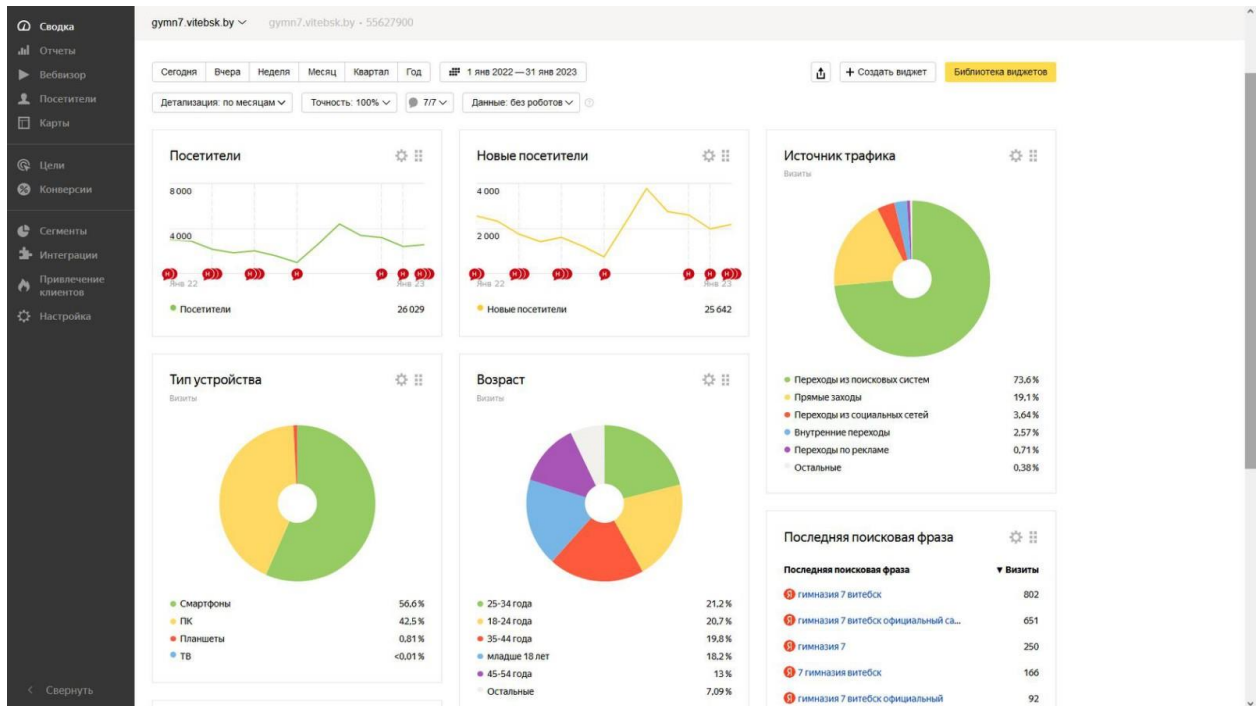 Сводка
Отчеты
Вебвизор
Посетители
Карты
Цели
Конверсии
Сегменты
Интеграции
Привлечение
клиентов
Настройка
Свернуть
gymn7.vitebsk.by gymn7.vitebsk.by • 55627900
Сегодня Вчера Неделя Месяц Квартал Год 1 янв 2022 — 31 янв 2023 + Создать виджет Библиотека виджетов
Детализация: по месяцам Точность: 100% 7/7 Данные: без роботов
Посетители
8 000
4 000
Н) Н)) Н)) Н Н Н Н))
Янв 22 Янв 23
Посетители 26 029
Новые посетители
4 000
2 000
Н) Н)) Н)) Н Н Н Н))
Янв 22 Янв 23
Новые посетители 25 642
Источник трафика
Визиты
Переходы из поисковых систем 73,6%
Прямые заходы 19,1%
Переходы из социальных сетей 3,64%
Внутренние переходы 2,57%
Переходы по рекламе 0,71%
Остальные 0,38%
Тип устройства
Визиты
Смартфоны 56,6%
ПК 42,5%
Планшеты 0,81%
ТВ <0,01%
Возраст
Визиты
25-34 года 21,2%
18-24 года 20,7%
35-44 года 19,8%
младше 18 лет 18,2%
45-54 года 13%
Остальные 7,09%
Последняя поисковая фраза
Последняя поисковая фраза ▼ Визиты
Я гимназия 7 витебск 802
Я гимназия 7 витебск официальный са... 651
Я гимназия 7 250
Я 7 гимназия витебск 166
Я гимназия 7 витебск официальный 92